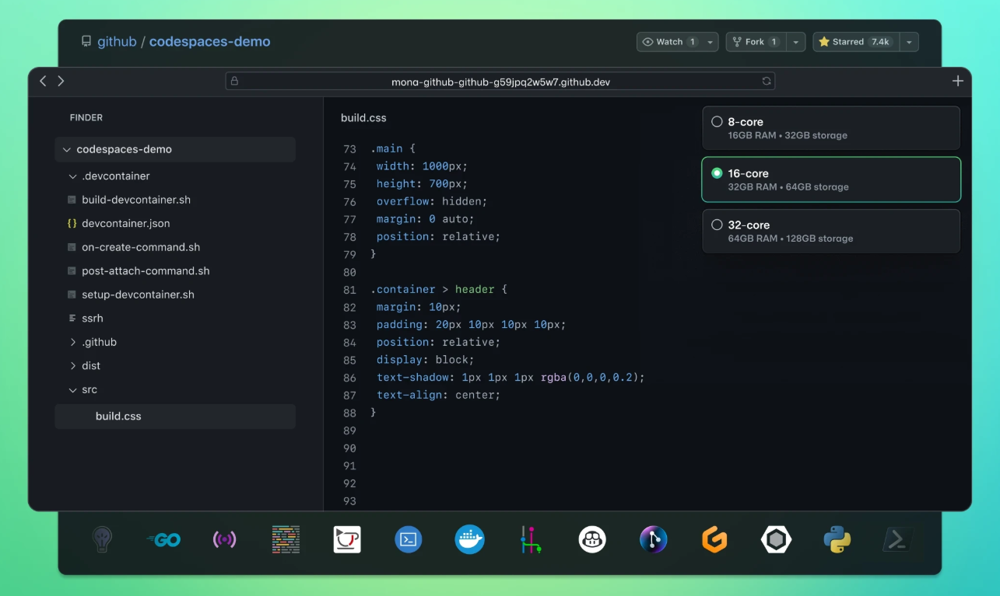 github / codespaces-demo
Watch 1
Fork 1
Starred 7.4k
mona-github-github-g59jpq2w5w7.github.dev
FINDER
codespaces-demo
.devcontainer
build-devcontainer.sh
{} devcontainer.json
on-create-command.sh
post-attach-command.sh
setup-devcontainer.sh
ssrh
.github
dist
src
build.css
build.css
73 .main {
74 width: 1000px;
75 height: 700px;
76 overflow: hidden;
77 margin: 0 auto;
78 position: relative;
79 }
80
81 .container > header {
82 margin: 10px;
83 padding: 20px 10px 10px 10px;
84 position: relative;
85 display: block;
86 text-shadow: 1px 1px 1px rgba(0,0,0,0.2);
87 text-align: center;
88 }
89
90
91
92
93
8-core
16GB RAM • 32GB storage
16-core
32GB RAM • 64GB storage
32-core
64GB RAM • 128GB storage
GO